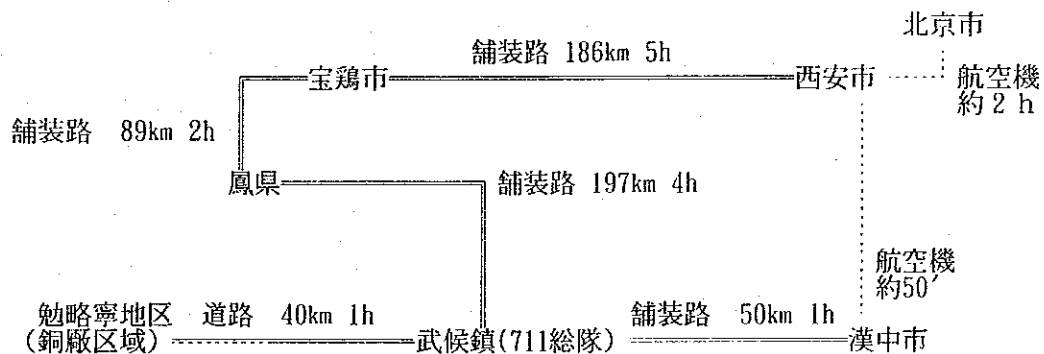 北京市
舗装路 186km 5h
宝鶏市
西安市
航空機
約2h
舗装路 89km 2h
鳳県
舗装路 197km 4h
航空機
約50′
勉略寧地区
(銅厰区域)
道路 40km 1h
武候鎮(711総隊)
舗装路 50km 1h
漢中市